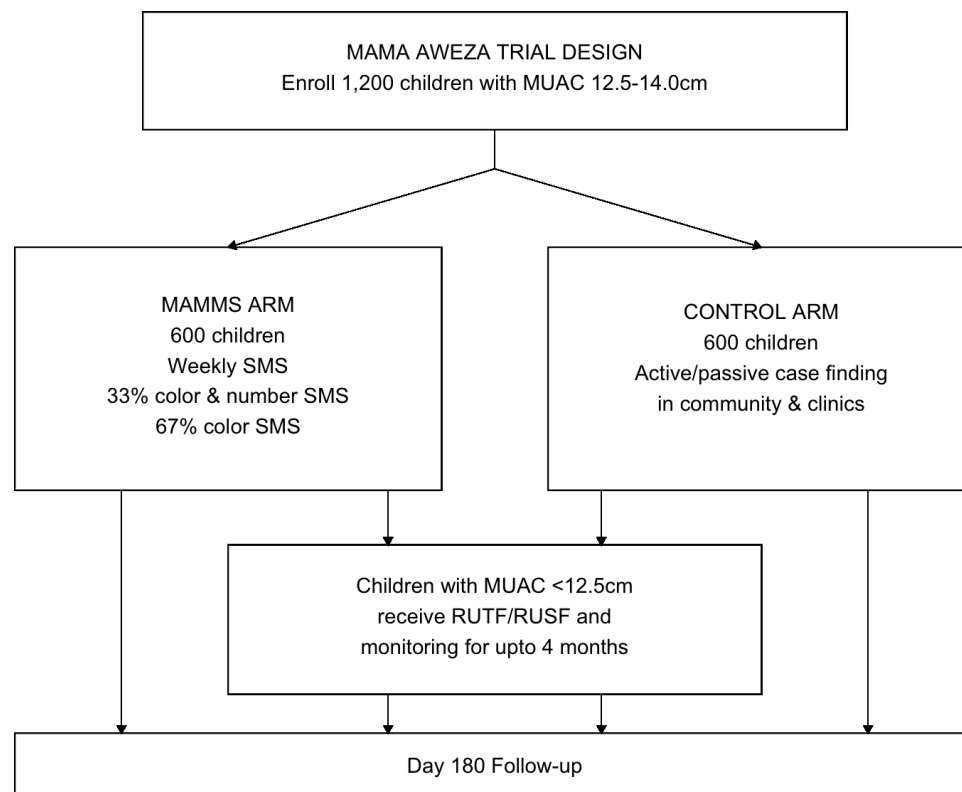 MAMA AWEZA TRIAL DESIGN
Enroll 1,200 children with MUAC 12.5-14.0cm
MAMMS ARM
600 children
Weekly SMS
33% color & number SMS
67% color SMS
CONTROL ARM
600 children
Active/passive case finding
in community & clinics
Children with MUAC <12.5cm
receive RUTF/RUSF and
monitoring for upto 4 months
Day 180 Follow-up